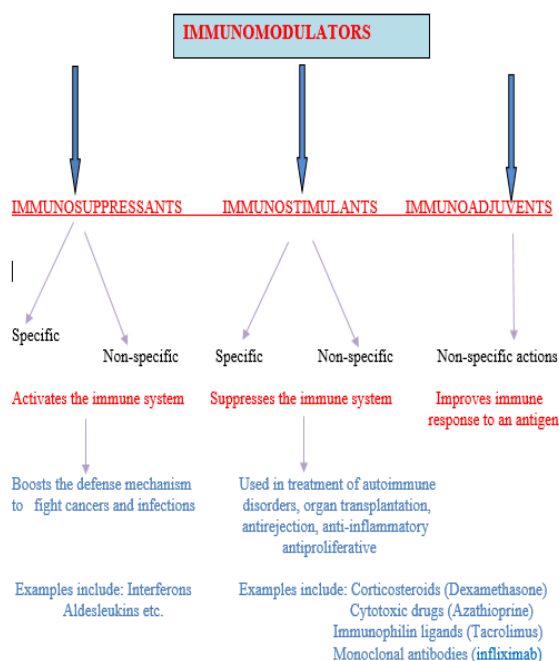 IMMUNOMODULATORS
IMMUNOSUPPRESSANTS IMMUNOSTIMULANTS IMMUNOADJUVENTS
Specific
Non-specific
Specific
Non-specific
Non-specific actions
Activates the immune system
Suppresses the immune system
Improves immune
response to an antigen
Boosts the defense mechanism
to fight cancers and infections
Used in treatment of autoimmune
disorders, organ transplantation,
antirejection, anti-inflammatory
antiproliferative
Examples include: Interferons
Aldesleukins etc.
Examples include: Corticosteroids (Dexamethasone)
Cytotoxic drugs (Azathioprine)
Immunophilin ligands (Tacrolimus)
Monoclonal antibodies (infliximab)